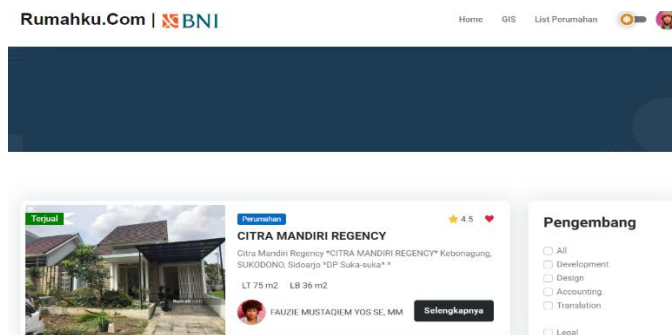 Rumahku.Com | BNI
Home GIS List Perumahan
Terjual
Perumahan
4.5
CITRA MANDIRI REGENCY
Citra Mandiri Regency *CITRA MANDIRI REGENCY* Kebonagung,
SUKODONO, Sidoarjo *DP Suka-suka* *
LT 75 m2 LB 36 m2
FAUZIE MUSTAQIEM YOS SE, MM
Selengkapnya
Pengembang
All
Development
Design
Accounting
Translation
Legal